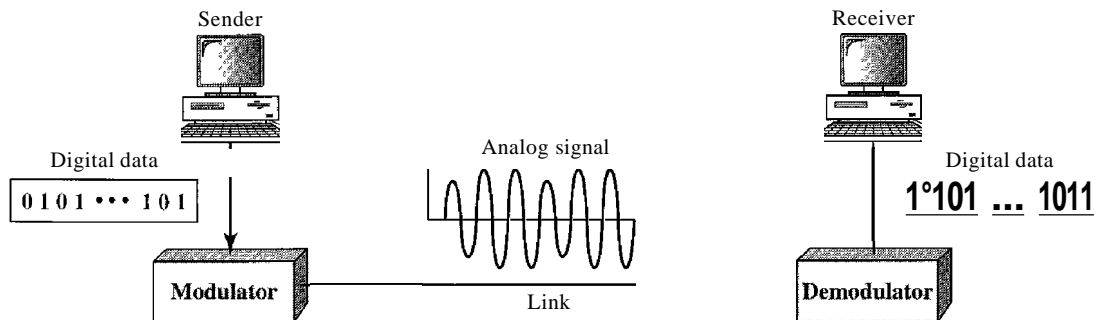 Sender
Receiver
Digital data
0101 ••• 101
Analog signal
Digital data
1°101 ... 1011
Modulator
Link
Demodulator